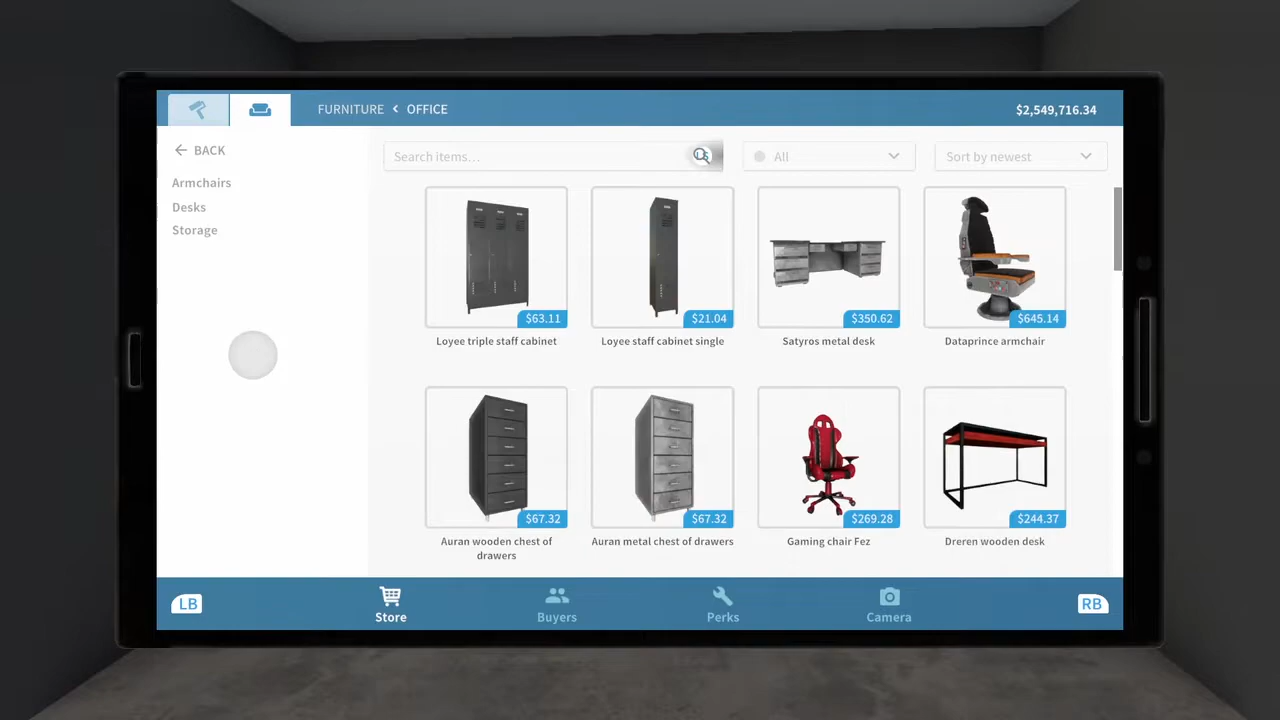 FURNITURE < OFFICE
$2,549,716.34
BACK
Armchairs
Desks
Storage
Search items...
LS
All
Sort by newest
$63.11
$21.04
$350.62
$645.14
Loyee triple staff cabinet
Loyee staff cabinet single
Satyros metal desk
Dataprince armchair
$67.32
$67.32
$269.28
$244.37
Auran wooden chest of
drawers
Auran metal chest of drawers
Gaming chair Fez
Dreren wooden desk
LB
Store
Buyers
Perks
Camera
RB